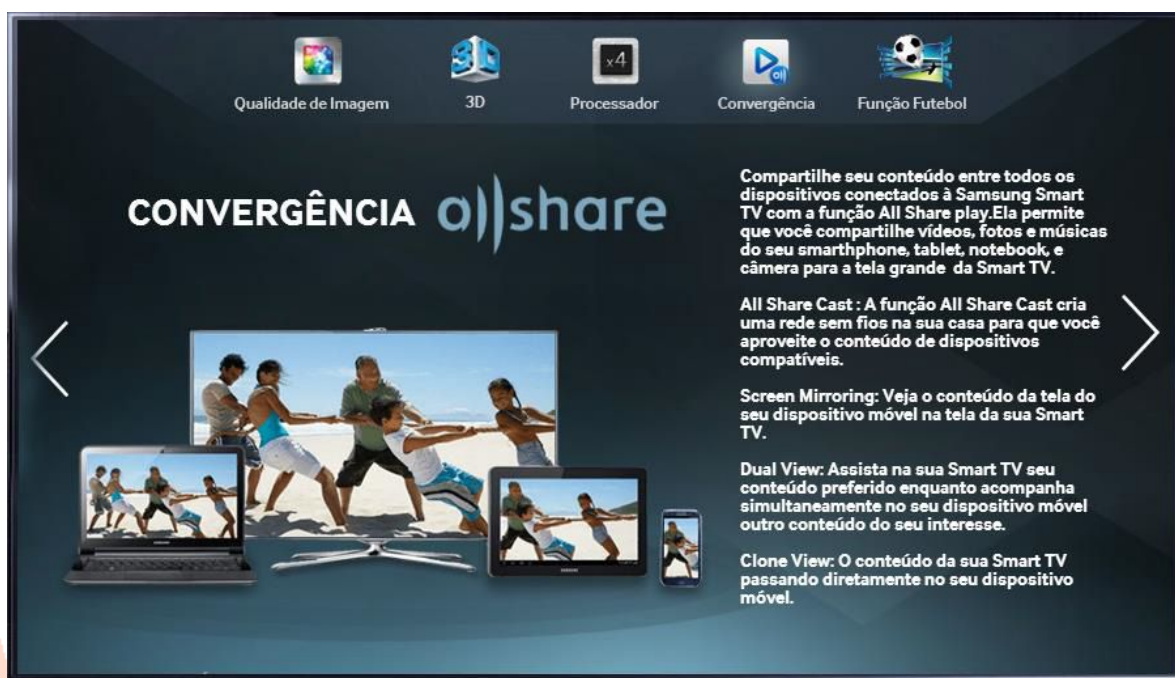 x4
Qualidade de Imagem
3D
Processador
Convergência
Função Futebol
CONVERGÊNCIA allshare
Compartilhe seu conteúdo entre todos os
dispositivos conectados à Samsung Smart
TV com a função All Share play.Ela permite
que você compartilhe vídeos, fotos e músicas
do seu smarthphone, tablet, notebook, e
câmera para a tela grande da Smart TV.
All Share Cast : A função All Share Cast cria
uma rede sem fios na sua casa para que você
aproveite o conteúdo de dispositivos
compatíveis.
Screen Mirroring: Veja o conteúdo da tela do
seu dispositivo móvel na tela da sua Smart
TV.
Dual View: Assista na sua Smart TV seu
conteúdo preferido enquanto acompanha
simultaneamente no seu dispositivo móvel
outro conteúdo do seu interesse.
Clone View: O conteúdo da sua Smart TV
passando diretamente no seu dispositivo
móvel.